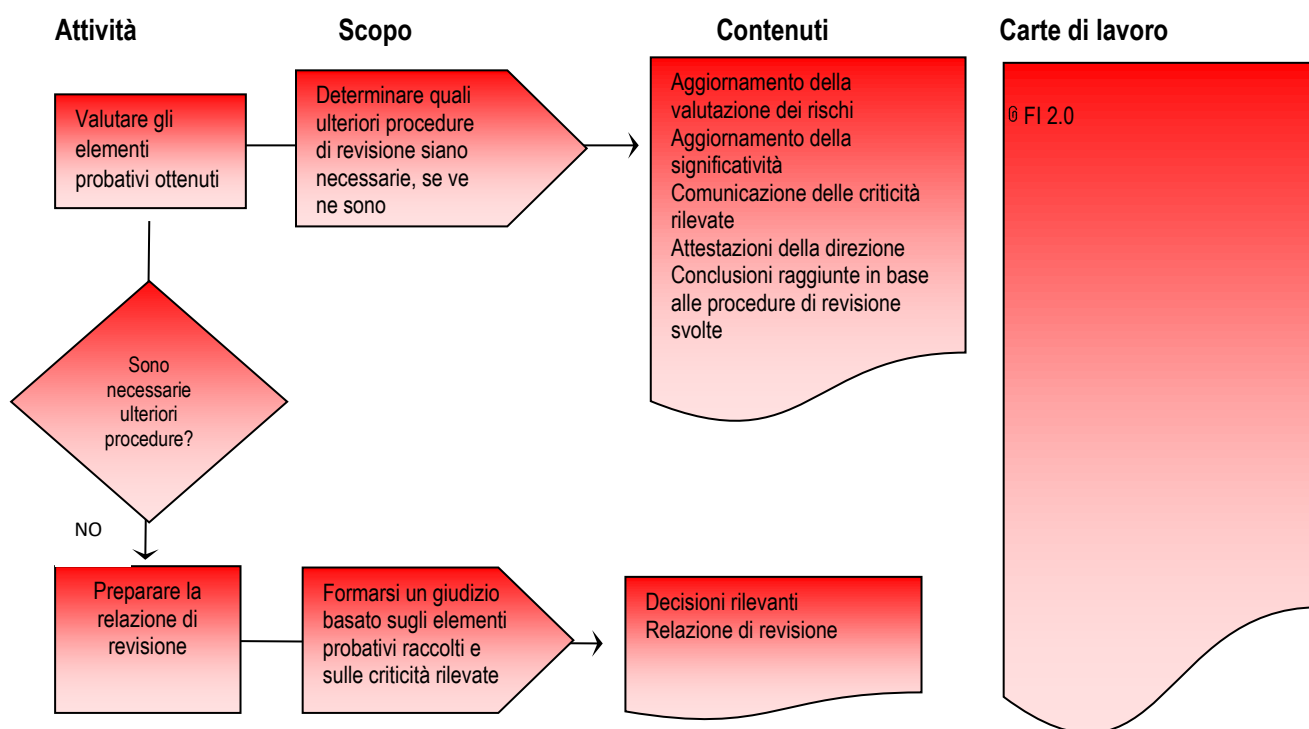 Attività
Scopo
Contenuti
Carte di lavoro
Valutare gli
elementi
probativi ottenuti
Determinare quali
ulteriori procedure
di revisione siano
necessarie, se ve
ne sono
Aggiornamento della
valutazione dei rischi
Aggiornamento della
significatività
Comunicazione delle criticità
rilevate
Attestazioni della direzione
Conclusioni raggiunte in base
alle procedure di revisione
svolte
FI 2.0
Sono
necessarie
ulteriori
procedure?
NO
Preparare la
relazione di
revisione
Formarsi un giudizio
basato sugli elementi
probativi raccolti e
sulle criticità rilevate
Decisioni rilevanti
Relazione di revisione